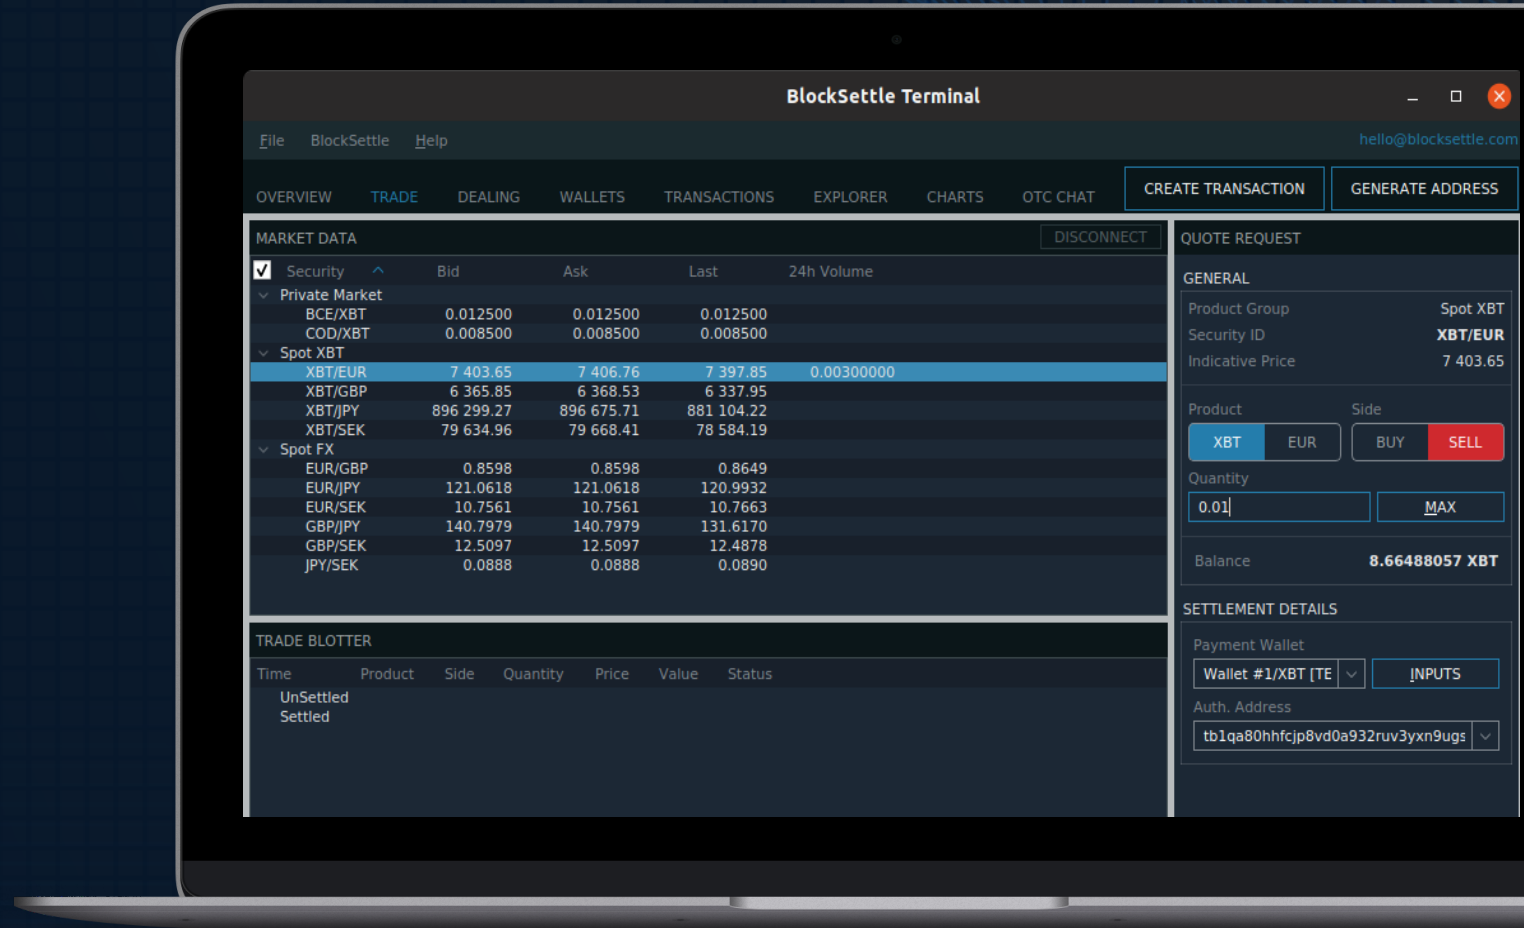 BlockSettle Terminal
File BlockSettle Help hello@blocksettle.com
OVERVIEW TRADE DEALING WALLETS TRANSACTIONS EXPLORER CHARTS OTC CHAT CREATE TRANSACTION GENERATE ADDRESS
MARKET DATA DISCONNECT
Security Bid Ask Last 24h Volume
Private Market
BCE/XBT 0.012500 0.012500 0.012500
COD/XBT 0.008500 0.008500 0.008500
Spot XBT
XBT/EUR 7 403.65 7 406.76 7 397.85 0.00300000
XBT/GBP 6 365.85 6 368.53 6 337.95
XBT/JPY 896 299.27 896 675.71 881 104.22
XBT/SEK 79 634.96 79 668.41 78 584.19
Spot FX
EUR/GBP 0.8598 0.8598 0.8649
EUR/JPY 121.0618 121.0618 120.9932
EUR/SEK 10.7561 10.7561 10.7663
GBP/JPY 140.7979 140.7979 131.6170
GBP/SEK 12.5097 12.5097 12.4878
JPY/SEK 0.0888 0.0888 0.0890
TRADE BLOTTER
Time Product Side Quantity Price Value Status
UnSettled
Settled
QUOTE REQUEST
GENERAL
Product Group Spot XBT
Security ID XBT/EUR
Indicative Price 7 403.65
Product Side
XBT EUR BUY SELL
Quantity
0.01 MAX
Balance 8.66488057 XBT
SETTLEMENT DETAILS
Payment Wallet
Wallet #1/XBT [TE INPUTS
Auth. Address
tb1qa80hhfcjp8vd0a932ruv3yxn9ugs